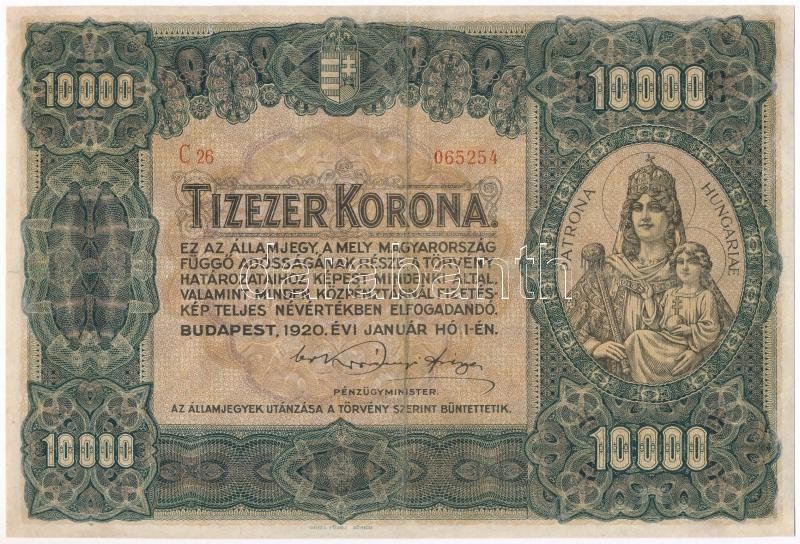 10000
10000
C 26
065254
TIZEZER KORONA.
EZ AZ ÁLLAMJEGY, A MELY MAGYARORSZÁG
FÜGGŐ ADÓSSÁGÁNAK RÉSZE A TÖRVÉNY
HATÁROZATAIHOZ KÉPEST MINDENKI ÁLTAL,
VALAMINT MINDEN KÖZPÉNZTÁRNÁL FIZETÉS-
KÉP TELJES NÉVÉRTÉKBEN ELFOGADANDÓ.
BUDAPEST, 1920. ÉVI JANUÁR HÓ 1-ÉN.
PÉNZÜGYMINISTER.
AZ ÁLLAMJEGYEK UTÁNZÁSA A TÖRVÉNY SZERINT BÜNTETTETIK.
PATRONA HUNGARIAE
10000
10000
darabanth